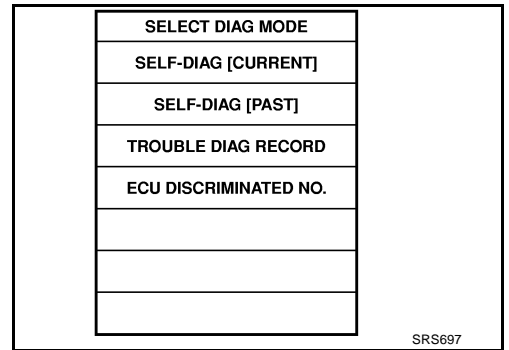 SELECT DIAG MODE
SELF-DIAG [CURRENT]
SELF-DIAG [PAST]
TROUBLE DIAG RECORD
ECU DISCRIMINATED NO.
SRS697